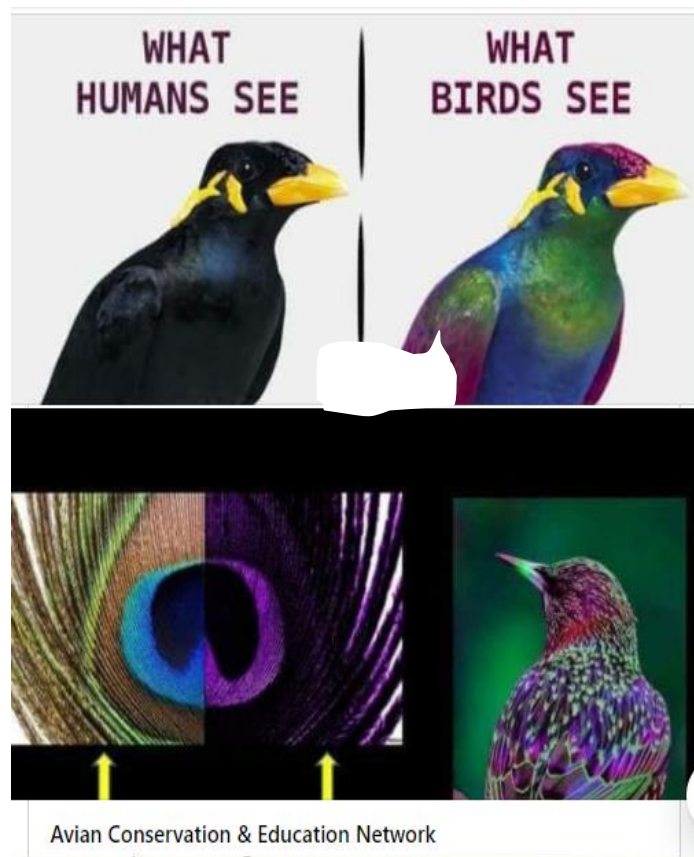 WHAT
HUMANS SEE
WHAT
BIRDS SEE
Avian Conservation & Education Network